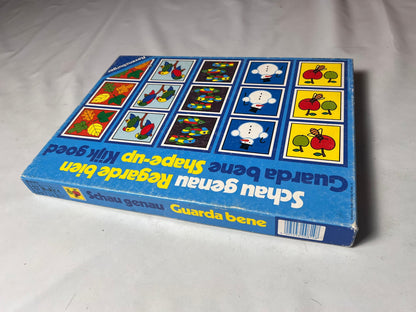 Schau genau Regarde bien
Guarda bene Shape-up Kijk goed
Schau genau Guarda bene